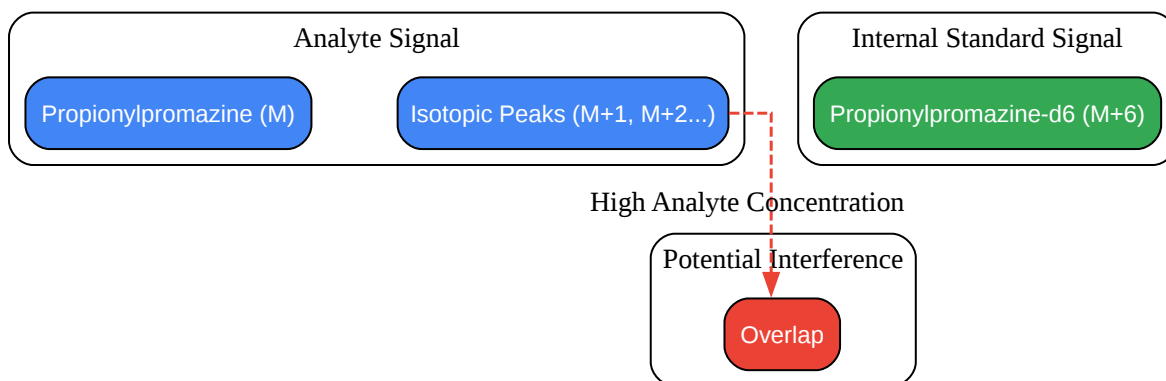 Analyte Signal
Internal Standard Signal
Propionylpromazine (M)
Isotopic Peaks (M+1, M+2...)
Propionylpromazine-d6 (M+6)
High Analyte Concentration
Potential Interference
Overlap